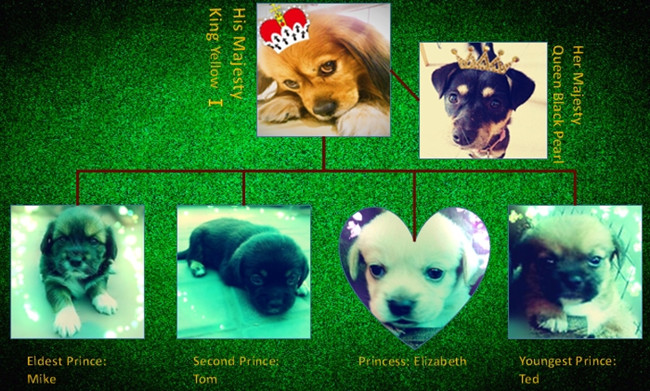 His Majesty
King Yellow I
Her Majesty
Queen Black Pearl
Eldest Prince:
Mike
Second Prince:
Tom
Princess: Elizabeth
Youngest Prince:
Ted